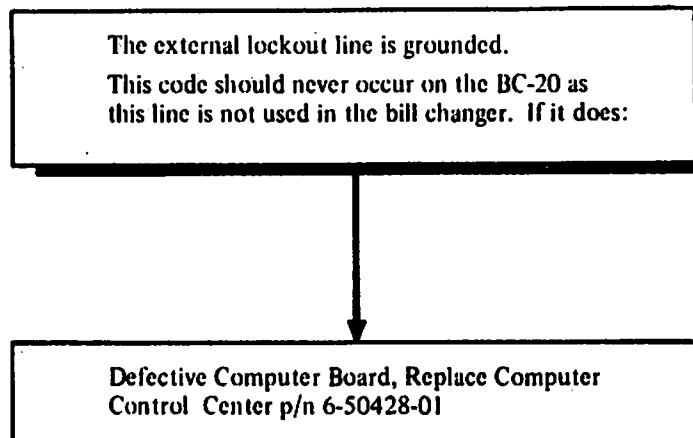 The external lockout line is grounded.
This code should never occur on the BC-20 as
this line is not used in the bill changer. If it does:
Defective Computer Board, Replace Computer
Control Center p/n 6-50428-01